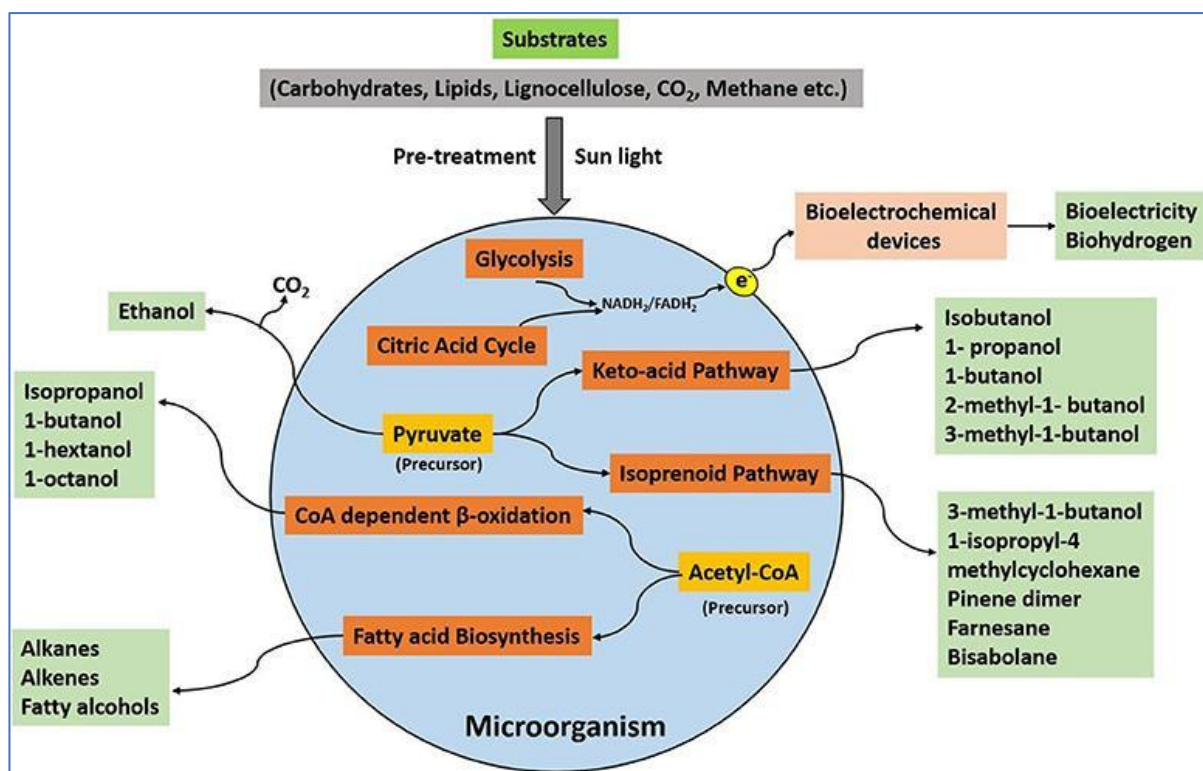 Substrates
(Carbohydrates, Lipids, Lignocellulose, CO₂, Methane etc.)
Pre-treatment
Sun light
Bioelectrochemical
devices
Bioelectricity
Biohydrogen
Glycolysis
e⁻
NADH₂/FADH₂
CO₂
Ethanol
Citric Acid Cycle
Keto-acid Pathway
Isobutanol
1- propanol
1-butanol
2-methyl-1- butanol
3-methyl-1-butanol
Isopropanol
1-butanol
1-hextanol
1-octanol
Pyruvate
(Precursor)
Isoprenoid Pathway
CoA dependent β-oxidation
3-methyl-1-butanol
1-isopropyl-4
methylcyclohexane
Pinene dimer
Farnesane
Bisabolane
Acetyl-CoA
(Precursor)
Fatty acid Biosynthesis
Alkanes
Alkenes
Fatty alcohols
Microorganism